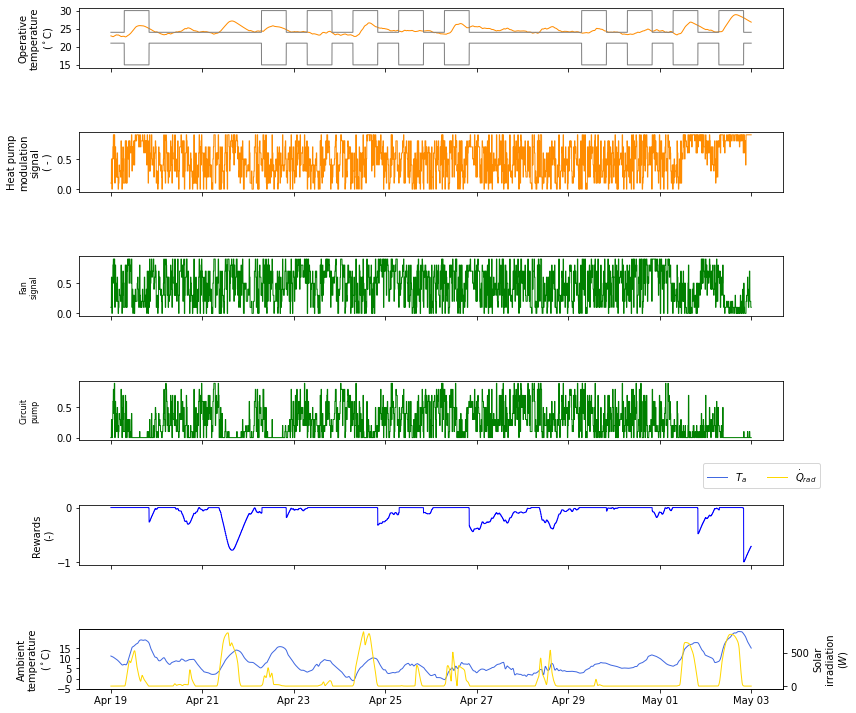 Operative
temperature
(°C)
30
25
20
15
Heat pump
modulation
signal
( - )
0.5
0.0
Fan
signal
0.5
0.0
Circuit
pump
0.5
0.0
T_a Q̇_rad
Rewards
(-)
0
−1
Ambient
temperature
(°C)
15
10
5
0
−5
500
0
Solar
irradiation
(W)
Apr 19 Apr 21 Apr 23 Apr 25 Apr 27 Apr 29 May 01 May 03